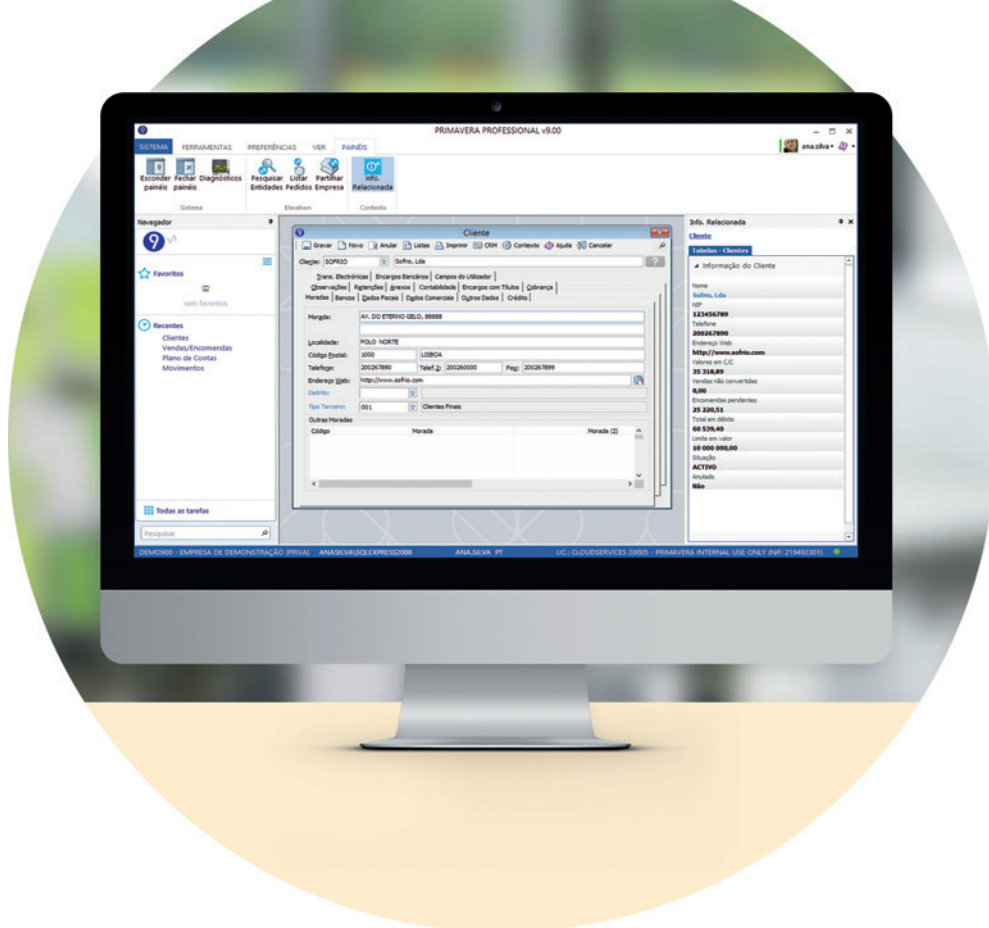 PRIMAVERA PROFESSIONAL v9.00
SISTEMA FERRAMENTAS PREFERÊNCIAS VER PAINÉIS
ana.silva
Esconder painéis
Fechar painéis
Diagnósticos
Pesquisar Entidades
Listar Pedidos
Partilhar Empresa
Info. Relacionada
Sistema Elevation Contexto
Navegador
9 v9
Favoritos
sem favoritos
Recentes
Clientes
Vendas/Encomendas
Plano de Contas
Movimentos
Todas as tarefas
Pesquisar
Cliente
Gravar Novo Anular Listas Imprimir CRM Contexto Ajuda Cancelar
Cliente: SOFRIO Sofrio, Lda
Trans. Electrónicas Encargos Bancários Campos do Utilizador
Observações Retenções Anexos Contabilidade Encargos com Títulos Cobrança
Moradas Bancos Dados Fiscais Dados Comerciais Outros Dados Crédito
Morada: AV. DO ETERNO GELO, 88888
Localidade: POLO NORTE
Código Postal: 1000 LISBOA
Telefone: 200267890 Telef.2: 200260000 Fax: 200267899
Endereço Web: http://www.sofrio.com
Distrito:
Tipo Terceiro: 001 Clientes Finais
Outras Moradas
Código Morada Morada (2)
Info. Relacionada
Cliente
Tabelas - Clientes
Informação do Cliente
Nome
Sofrio, Lda
NIF
123456789
Telefone
200267890
Endereço Web
http://www.sofrio.com
Valores em C/C
35 318,89
Vendas não convertidas
0,00
Encomendas pendentes
25 220,51
Total em débito
60 539,40
Limite em valor
10 000 000,00
Situação
ACTIVO
Anulado
Não
DEMO900 - EMPRESA DE DEMONSTRAÇÃO (PRIVA) ANASILVA\SQLEXPRESS2008 ANA.SILVA PT LIC.: CLOUDSERVICES 20005 - PRIMAVERA INTERNAL USE ONLY (NIF: 219492301)